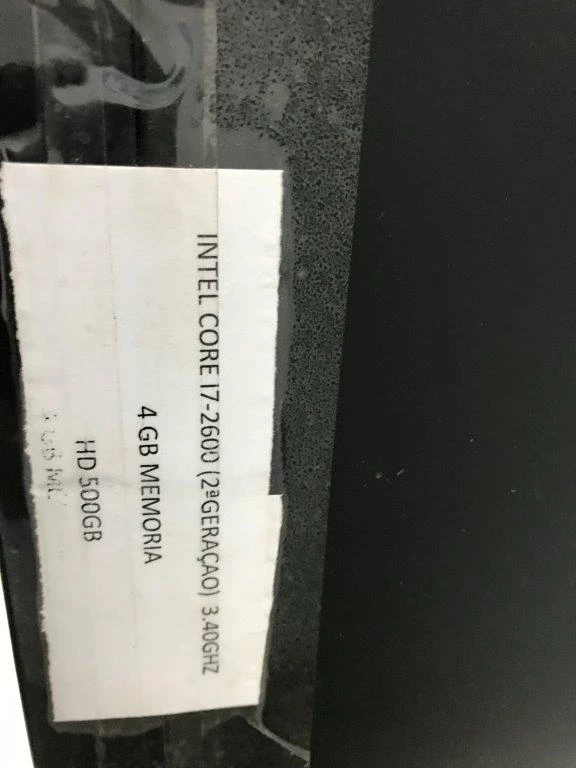 INTEL CORE I7-2600 (2ªGERAÇAO) 3.40GHZ
4 GB MEMORIA
HD 500GB